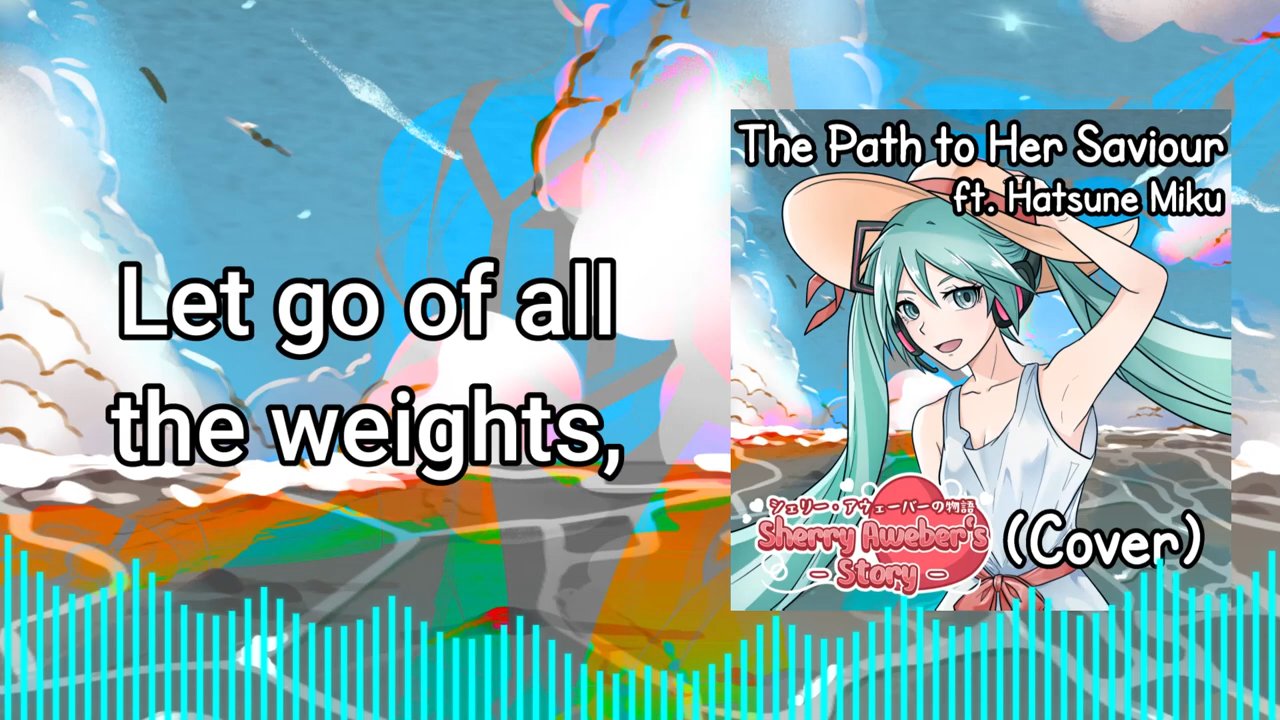 Let go of all
the weights,
The Path to Her Saviour
ft. Hatsune Miku
シェリー・アウェーバーの物語
Sherry Aweber's
- Story -
(Cover)